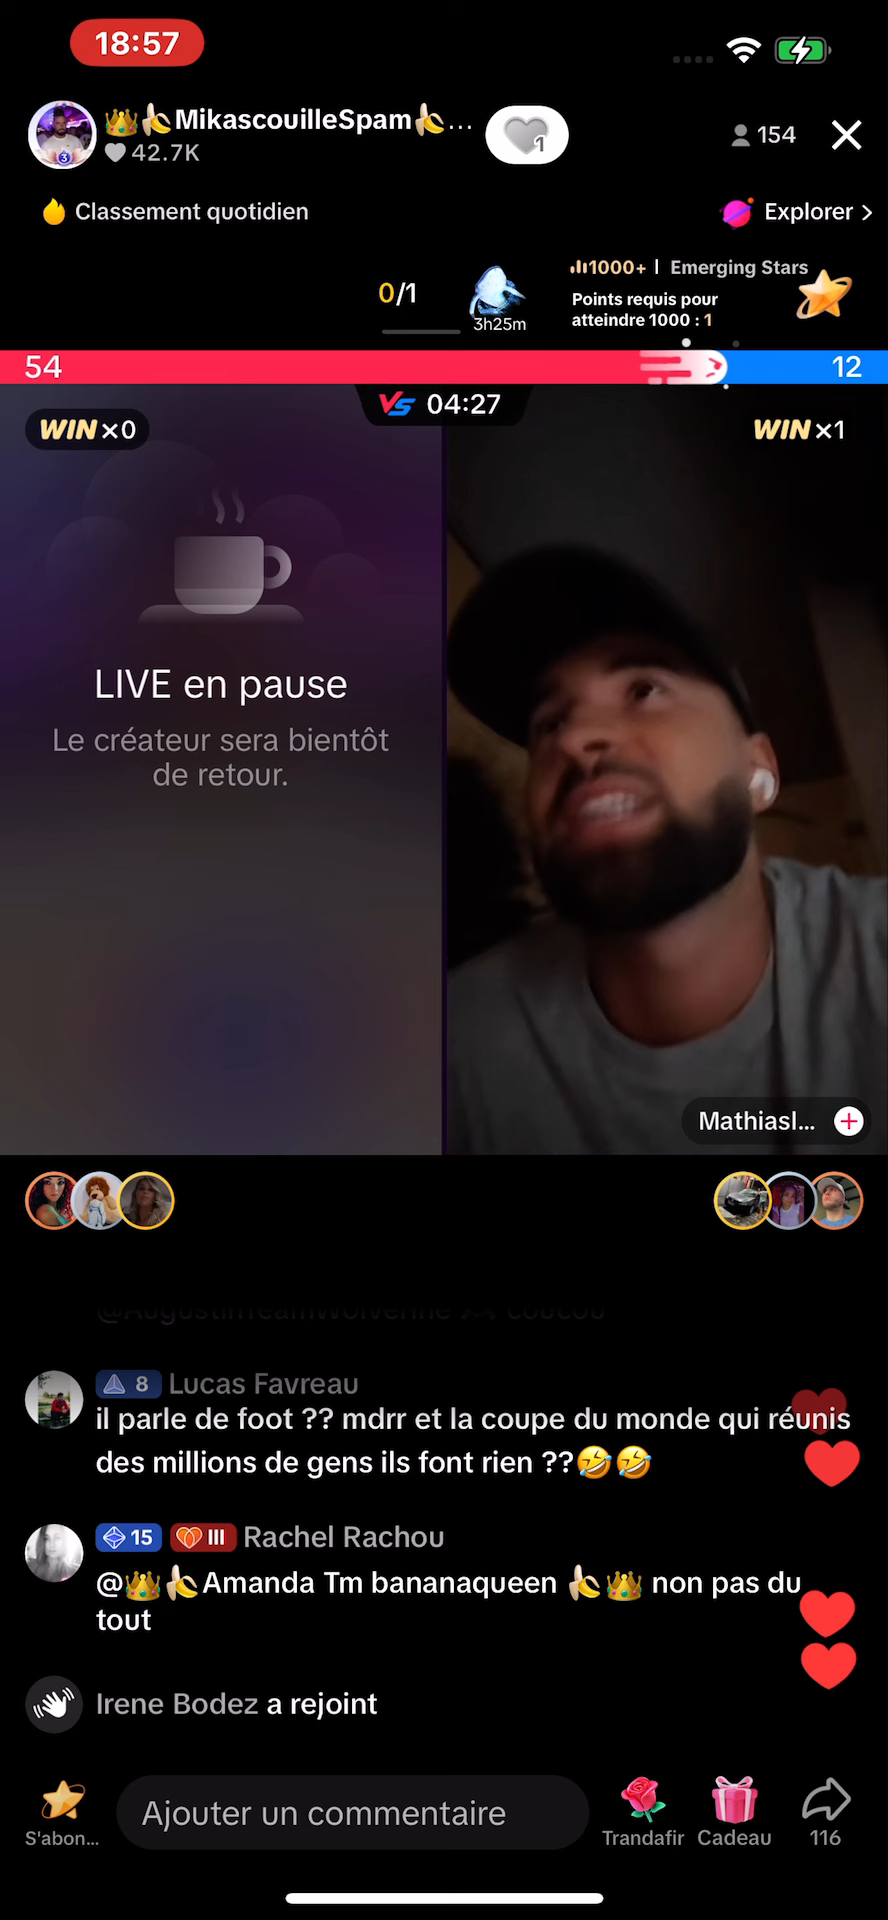 18:57
👑🍌MikascouilleSpam🍌...
42.7K
1
154
Classement quotidien
Explorer >
0/1
3h25m
1000+ | Emerging Stars
Points requis pour
atteindre 1000 : 1
54
12
VS 04:27
WIN x0
WIN x1
LIVE en pause
Le créateur sera bientôt
de retour.
Mathiasl...
8 Lucas Favreau
il parle de foot ?? mdrr et la coupe du monde qui réunis
des millions de gens ils font rien ??🤣🤣
15 III Rachel Rachou
@👑🍌Amanda Tm bananaqueen 🍌👑 non pas du
tout
Irene Bodez a rejoint
S'abon...
Ajouter un commentaire
Trandafir
Cadeau
116